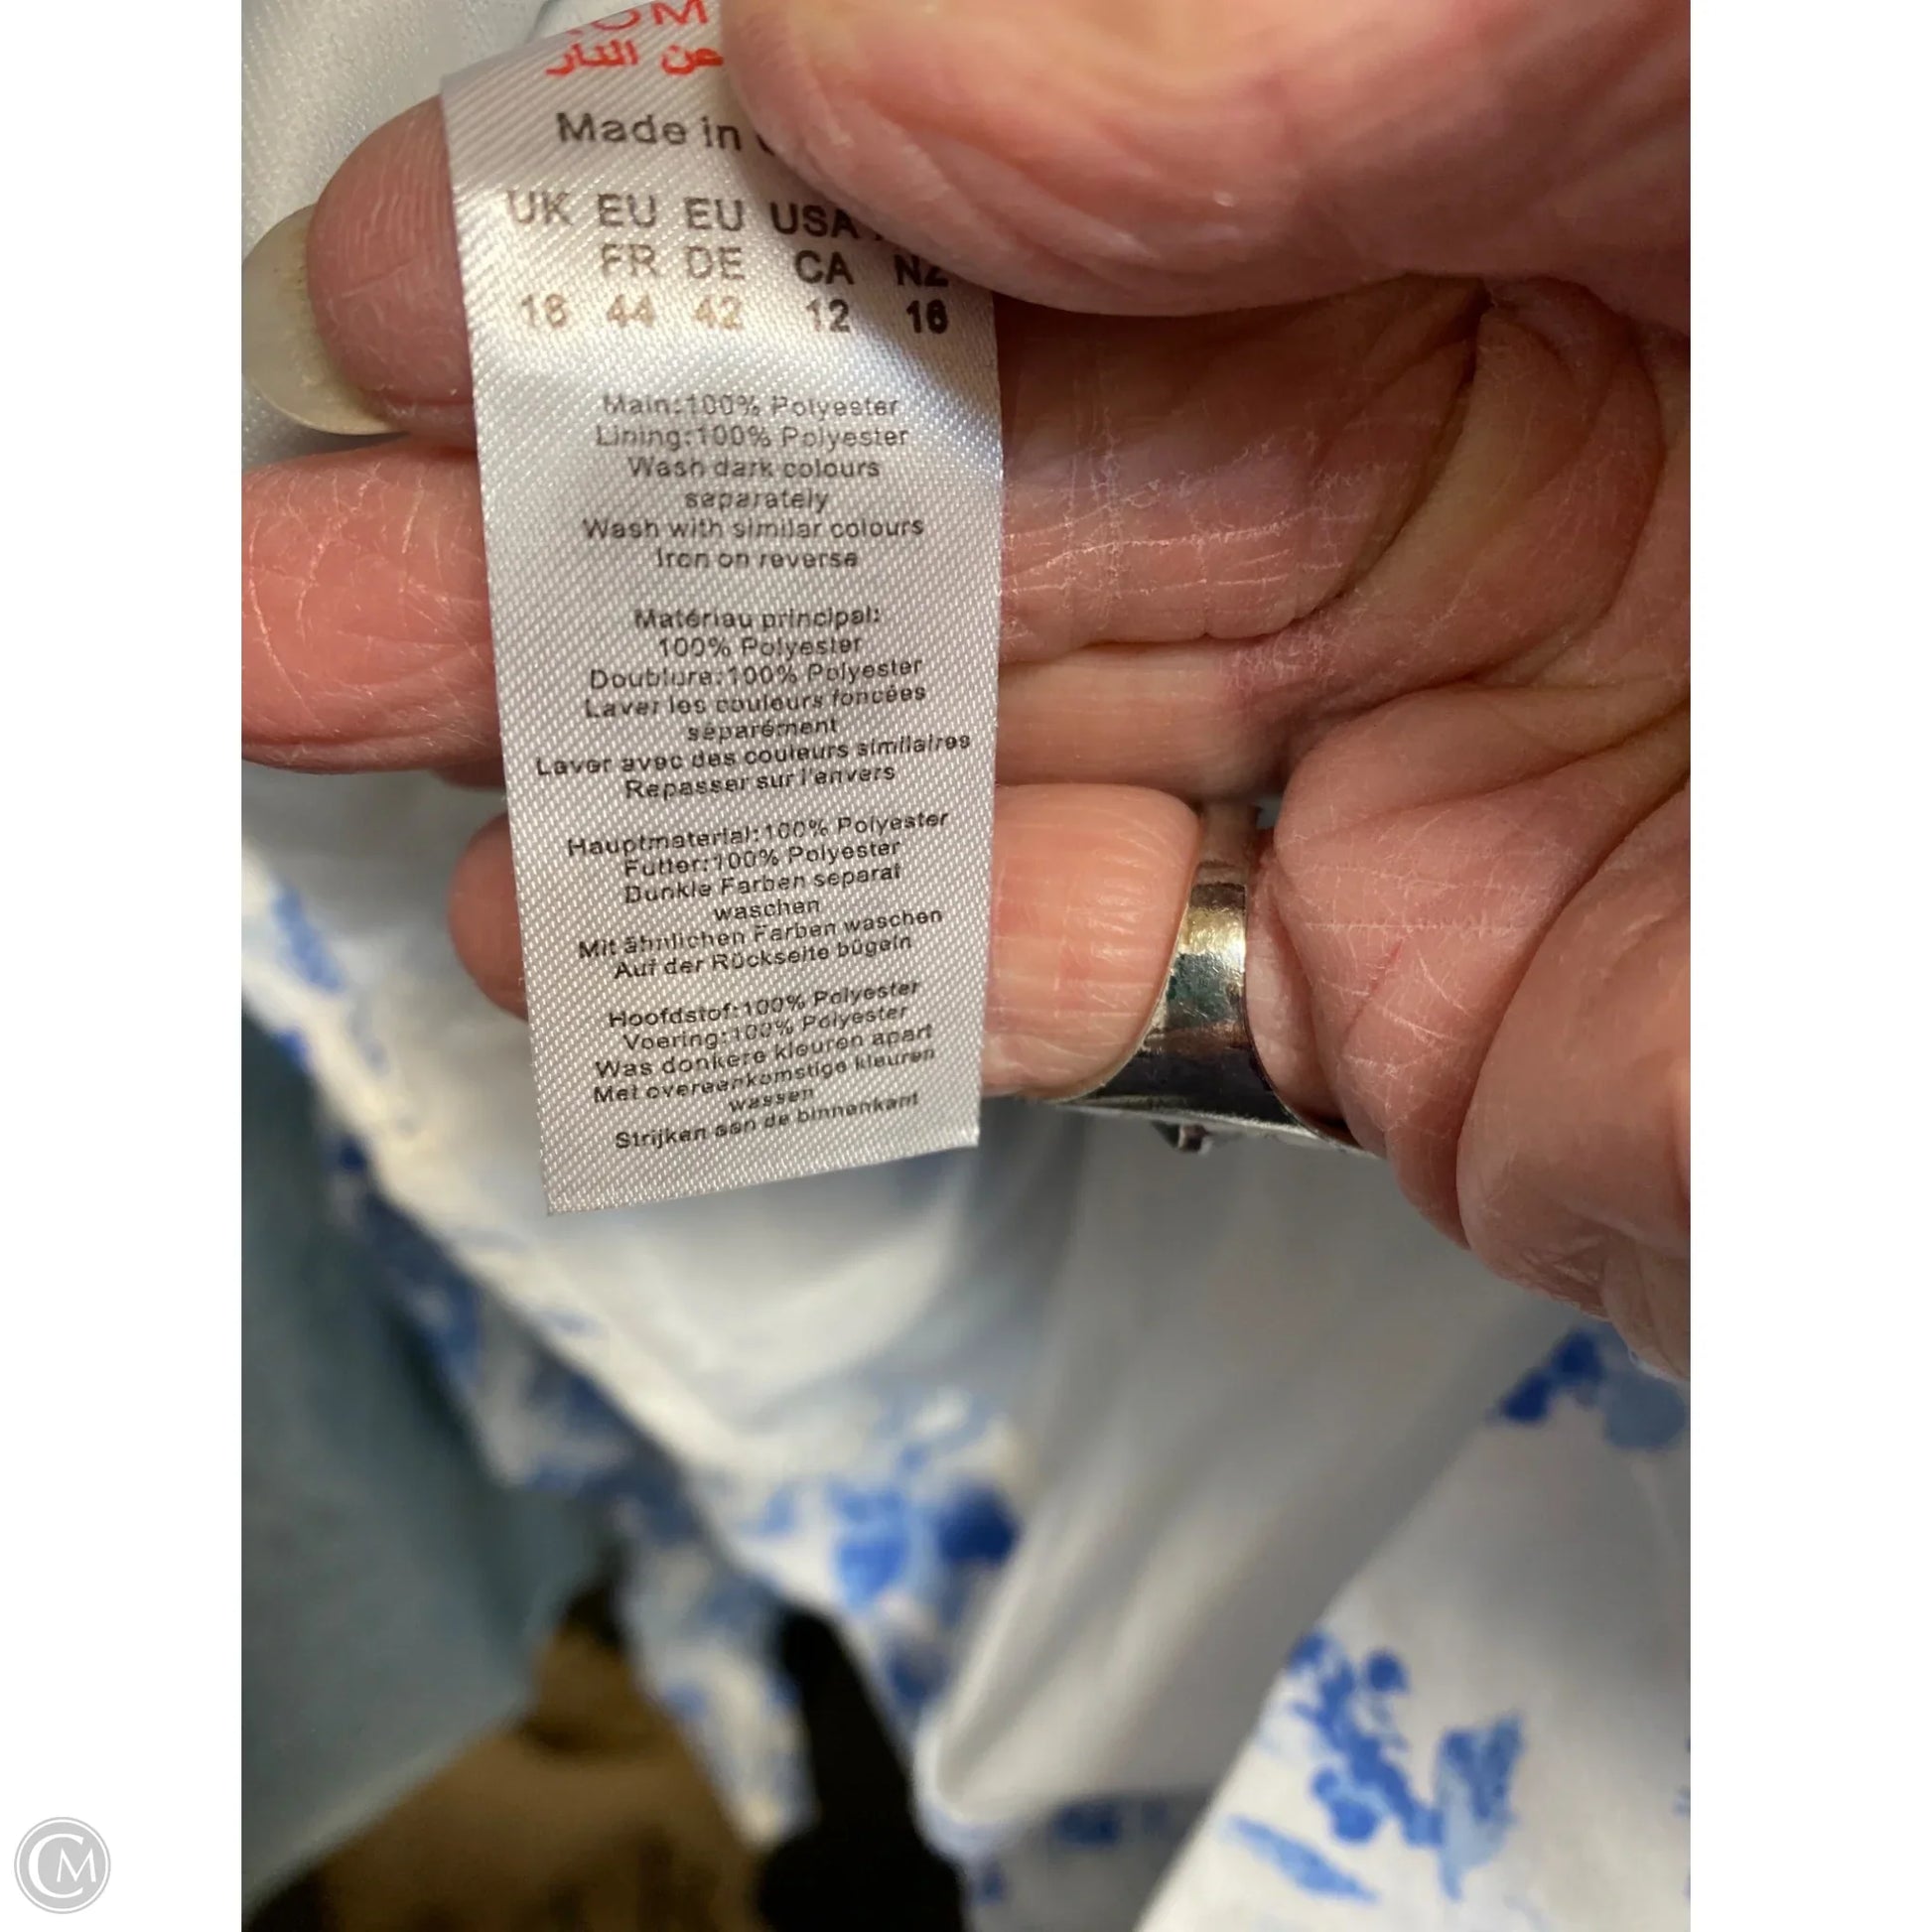 عن النار
Made in
UK EU EU USA
FR DE CA NZ
16 44 42 12 16
Main:100% Polyester
Lining:100% Polyester
Wash dark colours
separately
Wash with similar colours
Iron on reverse
Matériau principal:
100% Polyester
Doublure:100% Polyester
Laver les couleurs foncées
séparément
Laver avec des couleurs similaires
Repasser sur l'envers
Hauptmaterial:100% Polyester
Futter:100% Polyester
Dunkle Farben separat
waschen
Mit ähnlichen Farben waschen
Auf der Rückseite bügeln
Hoofdstof:100% Polyester
Voering:100% Polyester
Was donkere kleuren apart
Met overeenkomstige kleuren
wassen
Strijken aan de binnenkant
CM